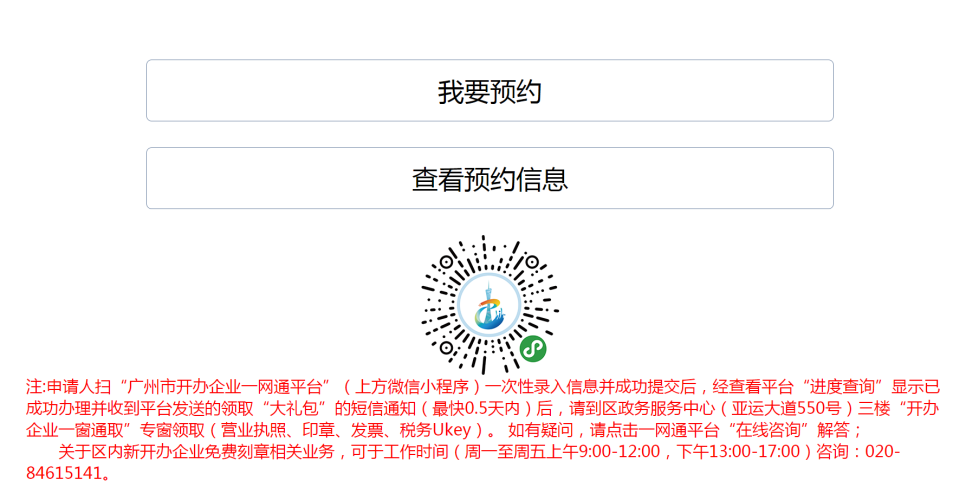 我要预约
查看预约信息
注:申请人扫“广州市开办企业一网通平台”（上方微信小程序）一次性录入信息并成功提交后，经查看平台“进度查询”显示已
成功办理并收到平台发送的领取“大礼包”的短信通知（最快0.5天内）后，请到区政务服务中心（亚运大道550号）三楼“开办
企业一窗通取”专窗领取（营业执照、印章、发票、税务Ukey）。 如有疑问，请点击一网通平台“在线咨询”解答；
关于区内新开办企业免费刻章相关业务，可于工作时间（周一至周五上午9:00-12:00，下午13:00-17:00）咨询：020-
84615141。